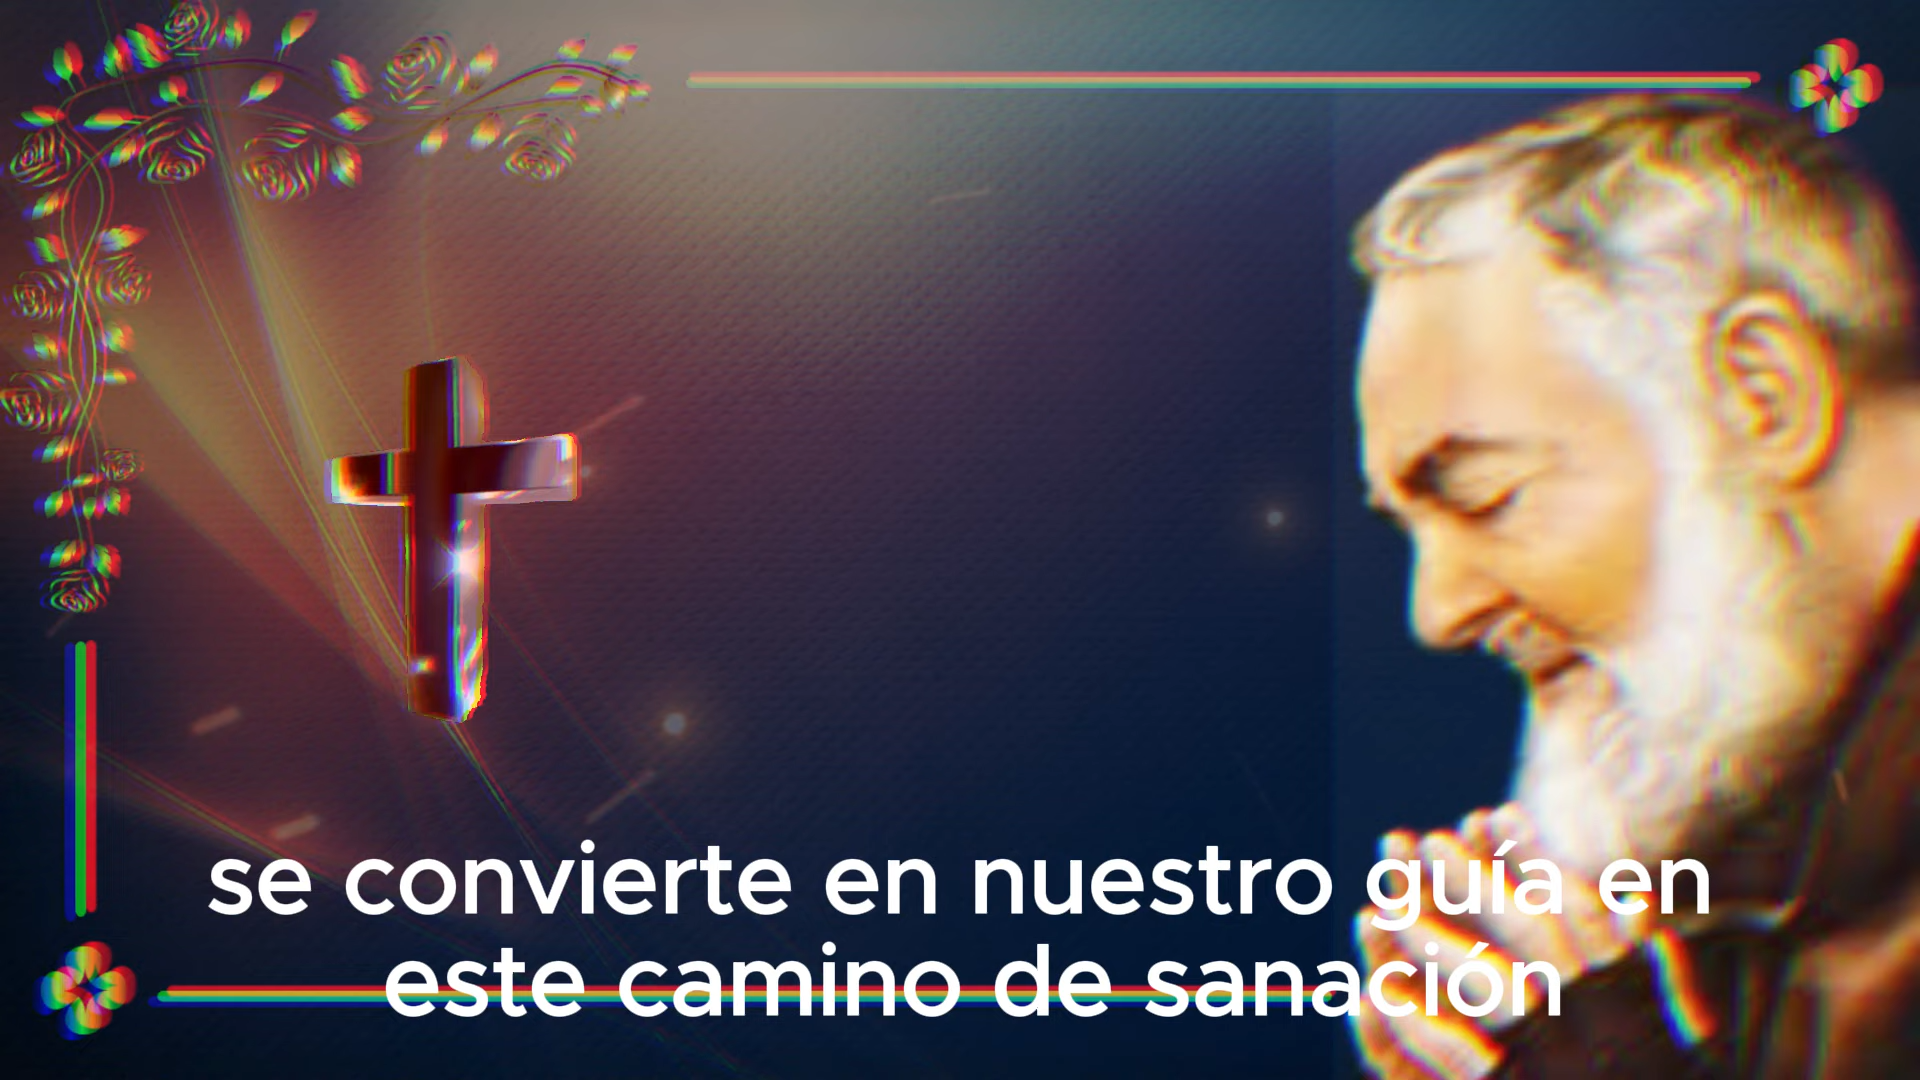 se convierte en nuestro guía en
este camino de sanación